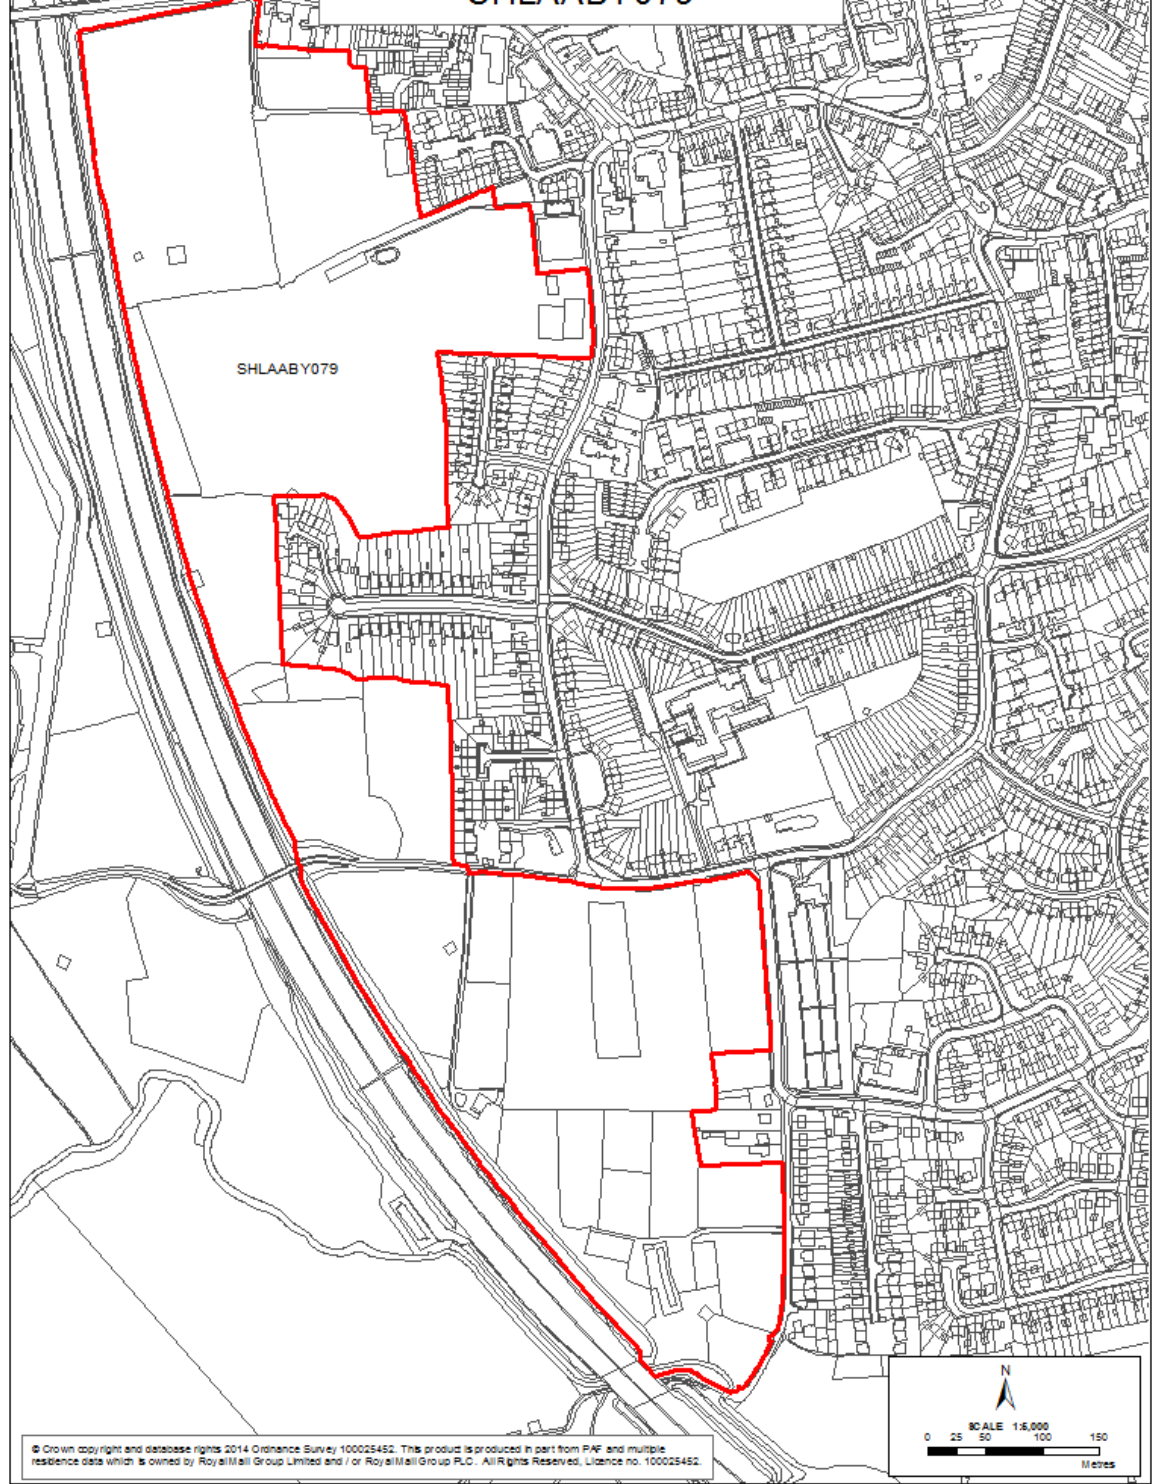 SHLAABY079
SHLAABY079
N
SCALE 1:5,000
0 25 50 100 150
Metres
© Crown copyright and database rights 2014 Ordnance Survey 100025452. This product is produced in part from PAF and multiple
residence data which is owned by Royal Mail Group Limited and / or Royal Mail Group PLC. All Rights Reserved, Licence no. 100025452.